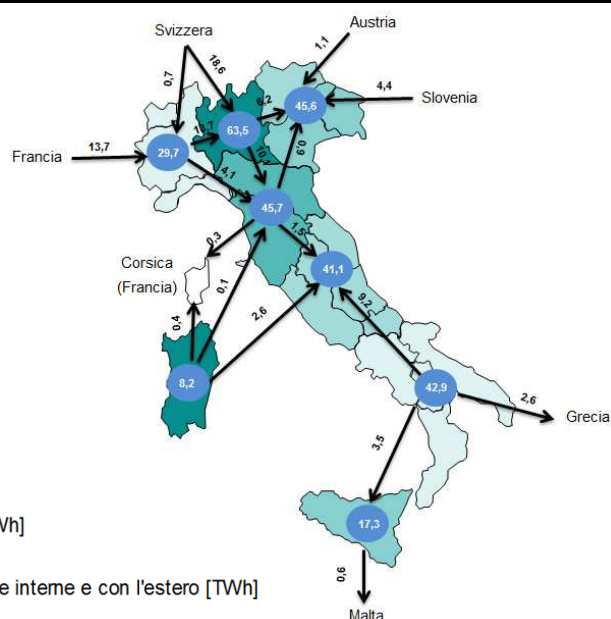 Svizzera
Austria
1,1
18,6
0,7
6,2
4,4
Slovenia
45,6
63,5
Francia
13,7
29,7
4,1
0,9
45,7
1,5
0,3
Corsica
(Francia)
41,1
0,1
2,6
9,2
0,4
8,2
42,9
2,6
Grecia
3,5
17,3
Wh]
0,6
e interne e con l'estero [TWh]
Malta